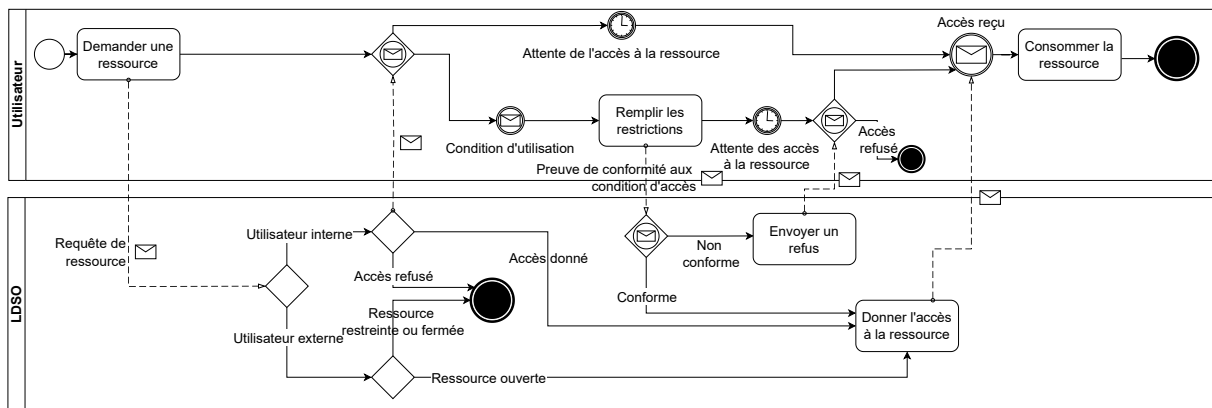 Utilisateur
Demander une
ressource
Attente de l'accès à la ressource
Accès reçu
Consommer la
ressource
Condition d'utilisation
Remplir les
restrictions
Attente des accès
à la ressource
Accès
refusé
Preuve de conformité aux
condition d'accès
LDSO
Requête de
ressource
Utilisateur interne
Accès refusé
Accès donné
Non
conforme
Envoyer un
refus
Conforme
Ressource
restreinte ou fermée
Utilisateur externe
Donner l'accès
à la ressource
Ressource ouverte